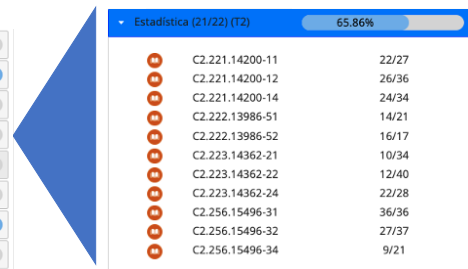 Estadística (21/22) (T2) 65.86%
C2.221.14200-11 22/27
C2.221.14200-12 26/36
C2.221.14200-14 24/34
C2.222.13986-51 14/21
C2.222.13986-52 16/17
C2.223.14362-21 10/34
C2.223.14362-22 12/40
C2.223.14362-24 22/28
C2.256.15496-31 36/36
C2.256.15496-32 27/37
C2.256.15496-34 9/21